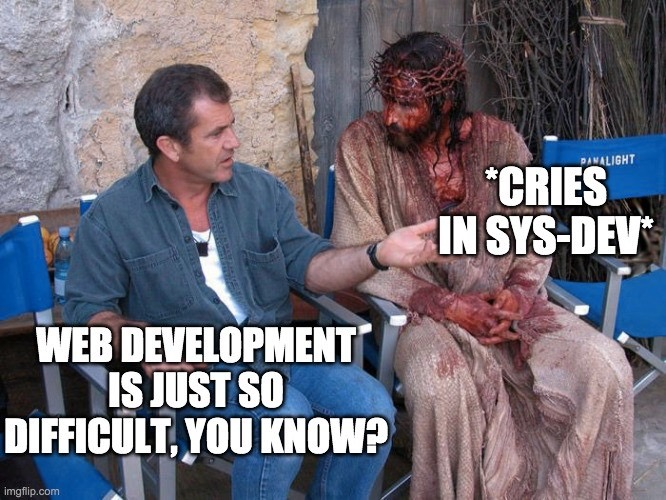 PANALIGHT
*CRIES
IN SYS-DEV*
WEB DEVELOPMENT
IS JUST SO
DIFFICULT, YOU KNOW?
imgflip.com